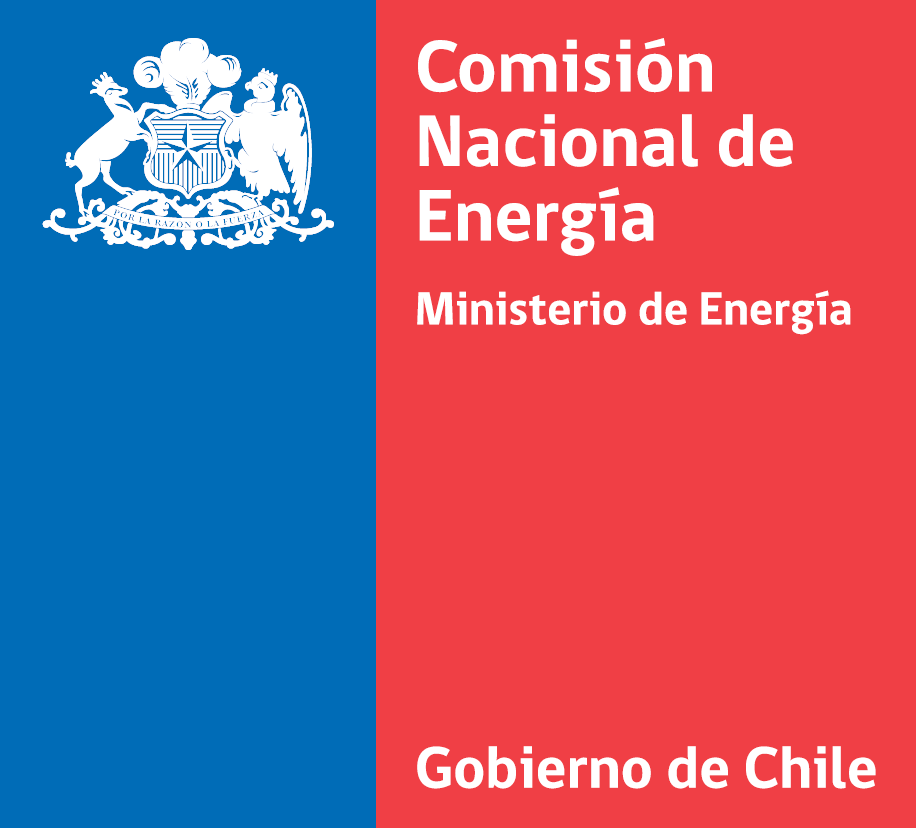 POR LA RAZON O LA FUERZA
Comisión
Nacional de
Energía
Ministerio de Energía
Gobierno de Chile